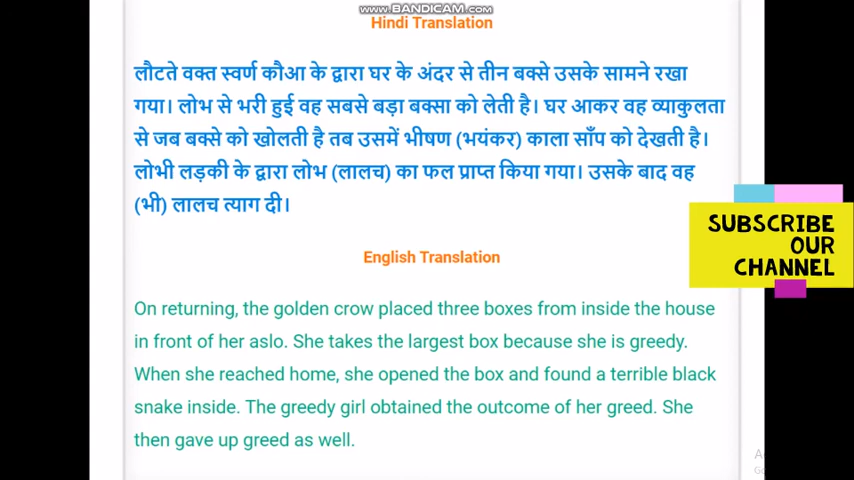 WWW.BANDICAM.COM
Hindi Translation
लौटते वक्त स्वर्ण कौआ के द्वारा घर के अंदर से तीन बक्से उसके सामने रखा
गया। लोभ से भरी हुई वह सबसे बड़ा बक्सा को लेती है। घर आकर वह व्याकुलता
से जब बक्से को खोलती है तब उसमें भीषण (भयंकर) काला साँप को देखती है।
लोभी लड़की के द्वारा लोभ (लालच) का फल प्राप्त किया गया। उसके बाद वह
(भी) लालच त्याग दी।
SUBSCRIBE
OUR
CHANNEL
English Translation
On returning, the golden crow placed three boxes from inside the house
in front of her aslo. She takes the largest box because she is greedy.
When she reached home, she opened the box and found a terrible black
snake inside. The greedy girl obtained the outcome of her greed. She
then gave up greed as well.